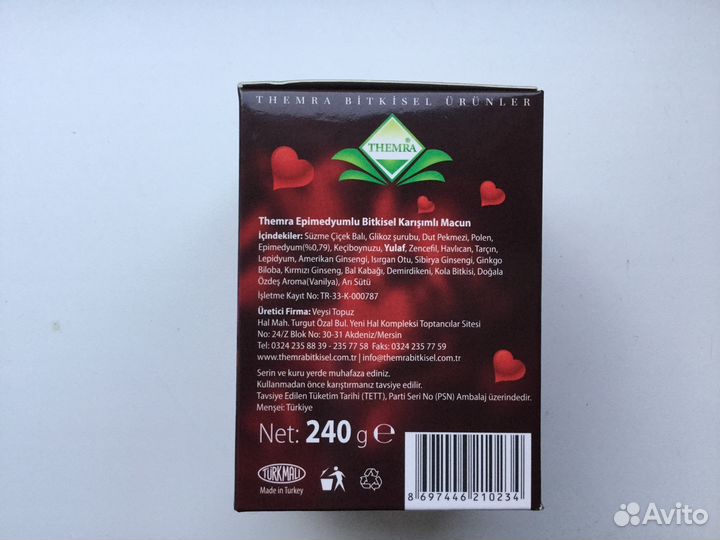 THEMRA BİTKİSEL ÜRÜNLER
THEMRA®
Themra Epimedyumlu Bitkisel Karışımlı Macun
İçindekiler: Süzme Çiçek Balı, Glikoz şurubu, Dut Pekmezi, Polen,
Epimedyum(%0,79), Keçiboynuzu, Yulaf, Zencefil, Havlıcan, Tarçın,
Lepidyum, Amerikan Ginsengi, Isırgan Otu, Sibirya Ginsengi, Ginkgo
Biloba, Kırmızı Ginseng, Bal Kabağı, Demirdikeni, Kola Bitkisi, Doğala
Özdeş Aroma(Vanilya), Arı Sütü
İşletme Kayıt No: TR-33-K-000787
Üretici Firma: Veysi Topuz
Hal Mah. Turgut Özal Bul. Yeni Hal Kompleksi Toptancılar Sitesi
No: 24/Z Blok No: 30-31 Akdeniz/Mersin
Tel: 0324 235 88 39 - 235 77 58 Faks: 0324 235 77 59
www.themrabitkisel.com.tr | info@themrabitkisel.com.tr
Serin ve kuru yerde muhafaza ediniz.
Kullanmadan önce karıştırmanız tavsiye edilir.
Tavsiye Edilen Tüketim Tarihi (TETT), Parti Seri No (PSN) Ambalaj üzerindedir.
Menşei: Türkiye
Net: 240 g ℮
TÜRKMALI
Made in Turkey
8 697446 210234
Avito